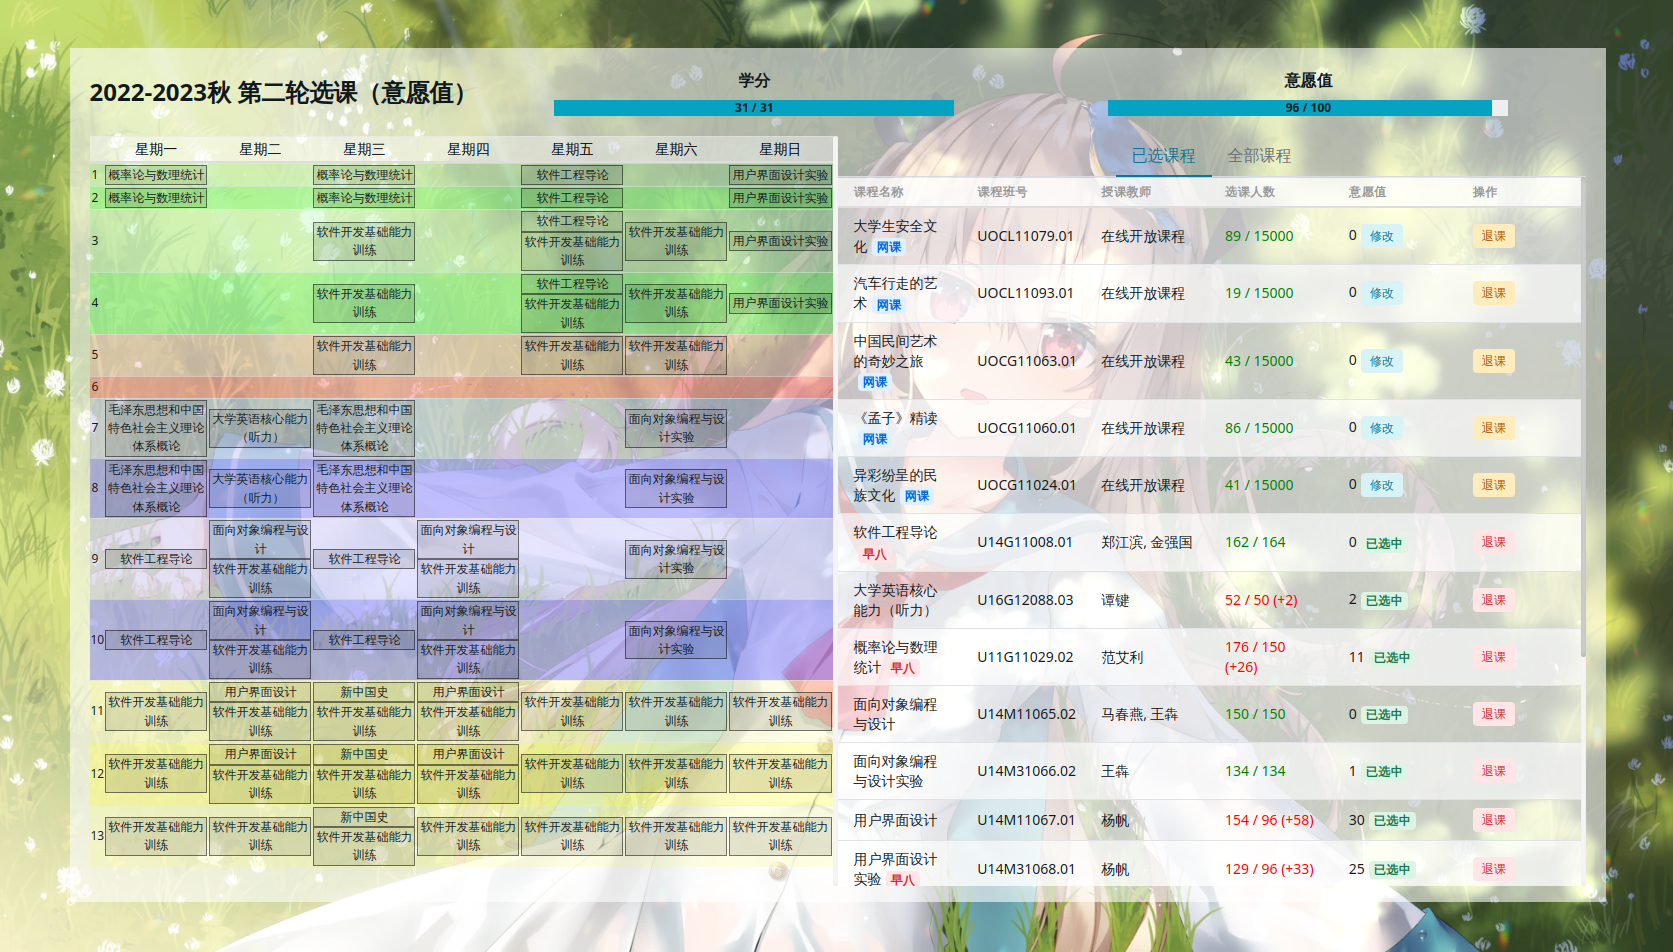 2022-2023秋 第二轮选课（意愿值）
学分
31 / 31
意愿值
96 / 100
星期一 星期二 星期三 星期四 星期五 星期六 星期日
1 概率论与数理统计 概率论与数理统计 软件工程导论 用户界面设计实验
2 概率论与数理统计 概率论与数理统计 软件工程导论 用户界面设计实验
软件工程导论
3 软件开发基础能力 软件开发基础能力 软件开发基础能力 用户界面设计实验
训练 训练 训练
软件工程导论
4 软件开发基础能力 软件开发基础能力 软件开发基础能力 用户界面设计实验
训练 训练 训练
5 软件开发基础能力 软件开发基础能力 软件开发基础能力
训练 训练 训练
6
毛泽东思想和中国 毛泽东思想和中国
7 特色社会主义理论 大学英语核心能力 特色社会主义理论 面向对象编程与设
体系概论 （听力） 体系概论 计实验
毛泽东思想和中国 毛泽东思想和中国
8 特色社会主义理论 大学英语核心能力 特色社会主义理论 面向对象编程与设
体系概论 （听力） 体系概论 计实验
面向对象编程与设 面向对象编程与设
计 计
9 软件工程导论 软件开发基础能力 软件工程导论 软件开发基础能力 面向对象编程与设
训练 训练 计实验
面向对象编程与设 面向对象编程与设
计 计
10 软件工程导论 软件开发基础能力 软件工程导论 软件开发基础能力 面向对象编程与设
训练 训练 计实验
用户界面设计 新中国史 用户界面设计
11 软件开发基础能力 软件开发基础能力 软件开发基础能力 软件开发基础能力 软件开发基础能力 软件开发基础能力 软件开发基础能力
训练 训练 训练 训练 训练 训练 训练
用户界面设计 新中国史 用户界面设计
12 软件开发基础能力 软件开发基础能力 软件开发基础能力 软件开发基础能力 软件开发基础能力 软件开发基础能力 软件开发基础能力
训练 训练 训练 训练 训练 训练 训练
新中国史
13 软件开发基础能力 软件开发基础能力 软件开发基础能力 软件开发基础能力 软件开发基础能力 软件开发基础能力 软件开发基础能力
训练 训练 训练 训练 训练 训练 训练
已选课程 全部课程
课程名称 课程班号 授课教师 选课人数 意愿值 操作
大学生安全文
化 网课 UOCL11079.01 在线开放课程 89 / 15000 0 修改 退课
汽车行走的艺
术 网课 UOCL11093.01 在线开放课程 19 / 15000 0 修改 退课
中国民间艺术
的奇妙之旅 UOCG11063.01 在线开放课程 43 / 15000 0 修改 退课
网课
《孟子》精读
网课 UOCG11060.01 在线开放课程 86 / 15000 0 修改 退课
异彩纷呈的民
族文化 网课 UOCG11024.01 在线开放课程 41 / 15000 0 修改 退课
软件工程导论
早八 U14G11008.01 郑江滨, 金强国 162 / 164 0 已选中 退课
大学英语核心
能力（听力） U16G12088.03 谭键 52 / 50 (+2) 2 已选中 退课
概率论与数理 176 / 150
统计 早八 U11G11029.02 范艾利 (+26) 11 已选中 退课
面向对象编程
与设计 U14M11065.02 马春燕, 王犇 150 / 150 0 已选中 退课
面向对象编程
与设计实验 U14M31066.02 王犇 134 / 134 1 已选中 退课
用户界面设计 U14M11067.01 杨帆 154 / 96 (+58) 30 已选中 退课
用户界面设计
实验 早八 U14M31068.01 杨帆 129 / 96 (+33) 25 已选中 退课